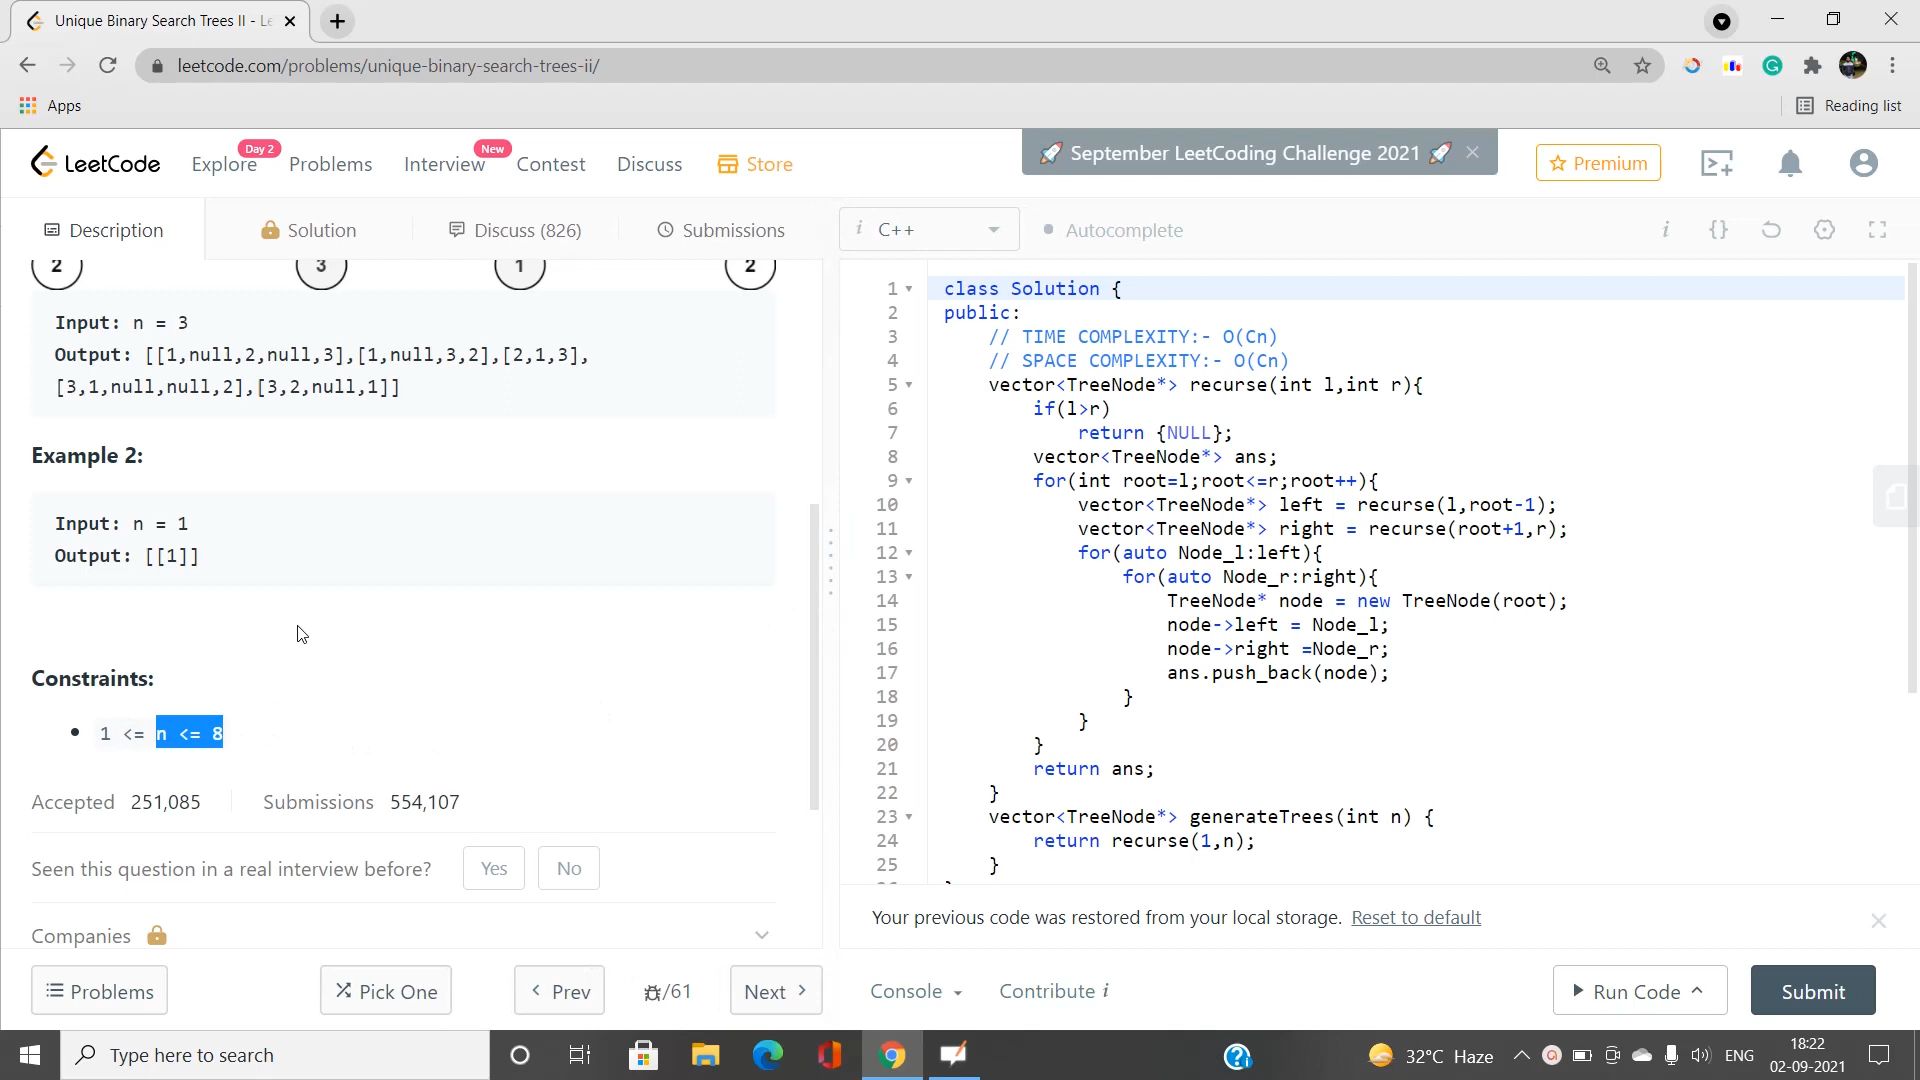 Unique Binary Search Trees II - Le
leetcode.com/problems/unique-binary-search-trees-ii/
Apps
Reading list
LeetCode
Explore
Day 2
Problems
Interview
New
Contest
Discuss
Store
September LeetCoding Challenge 2021
Premium
Description
Solution
Discuss (826)
Submissions
i C++
Autocomplete
2 3 1 2
Input: n = 3
Output: [[1,null,2,null,3],[1,null,3,2],[2,1,3],
[3,1,null,null,2],[3,2,null,1]]
Example 2:
Input: n = 1
Output: [[1]]
Constraints:
1 <= n <= 8
Accepted 251,085 Submissions 554,107
Seen this question in a real interview before? Yes No
Companies
Problems
Pick One
Prev
/61
Next
1 class Solution {
2 public:
3 // TIME COMPLEXITY:- O(Cn)
4 // SPACE COMPLEXITY:- O(Cn)
5 vector<TreeNode*> recurse(int l,int r){
6 if(l>r)
7 return {NULL};
8 vector<TreeNode*> ans;
9 for(int root=l;root<=r;root++){
10 vector<TreeNode*> left = recurse(l,root-1);
11 vector<TreeNode*> right = recurse(root+1,r);
12 for(auto Node_l:left){
13 for(auto Node_r:right){
14 TreeNode* node = new TreeNode(root);
15 node->left = Node_l;
16 node->right =Node_r;
17 ans.push_back(node);
18 }
19 }
20 }
21 return ans;
22 }
23 vector<TreeNode*> generateTrees(int n) {
24 return recurse(1,n);
25 }
Your previous code was restored from your local storage. Reset to default
Console
Contribute i
Run Code
Submit
Type here to search
32°C Haze
ENG
18:22
02-09-2021